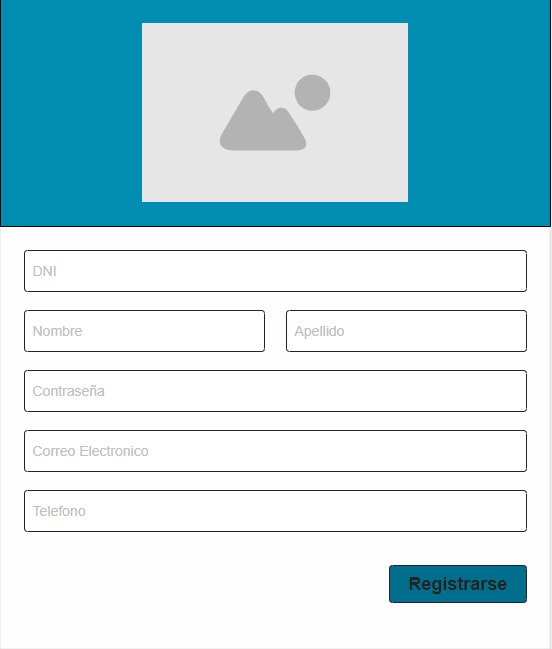 DNI
Nombre Apellido
Contraseña
Correo Electronico
Telefono
Registrarse